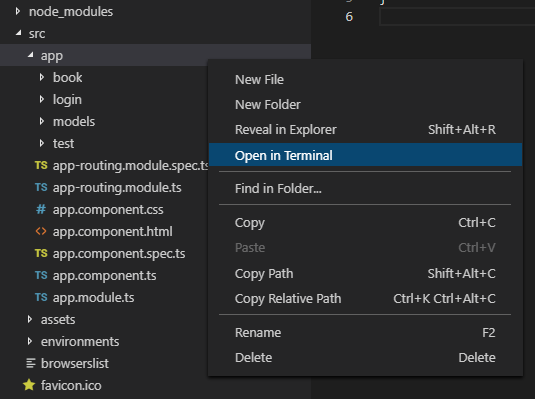 node_modules
src
app
book
login
models
test
TS app-routing.module.spec.ts
TS app-routing.module.ts
# app.component.css
<> app.component.html
TS app.component.spec.ts
TS app.component.ts
TS app.module.ts
assets
environments
browserslist
favicon.ico
6
New File
New Folder
Reveal in Explorer Shift+Alt+R
Open in Terminal
Find in Folder...
Copy Ctrl+C
Paste Ctrl+V
Copy Path Shift+Alt+C
Copy Relative Path Ctrl+K Ctrl+Alt+C
Rename F2
Delete Delete